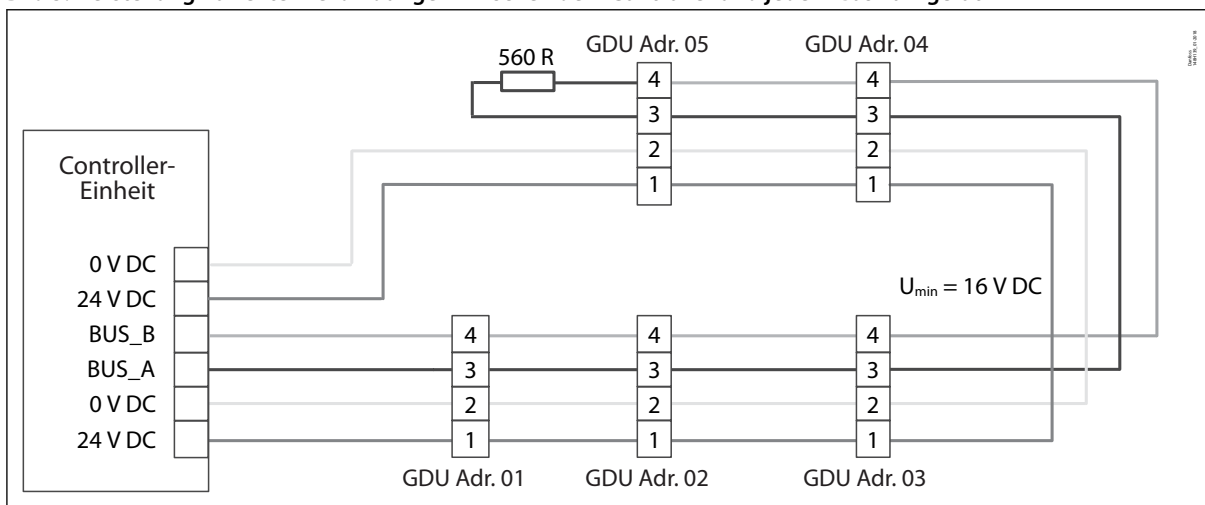 GDU Adr. 05
GDU Adr. 04
560 R
4
4
3
3
2
2
1
1
Controller-
Einheit
0 V DC
24 V DC
BUS_B
BUS_A
0 V DC
24 V DC
Umin = 16 V DC
4
4
4
3
3
3
2
2
2
1
1
1
GDU Adr. 01
GDU Adr. 02
GDU Adr. 03